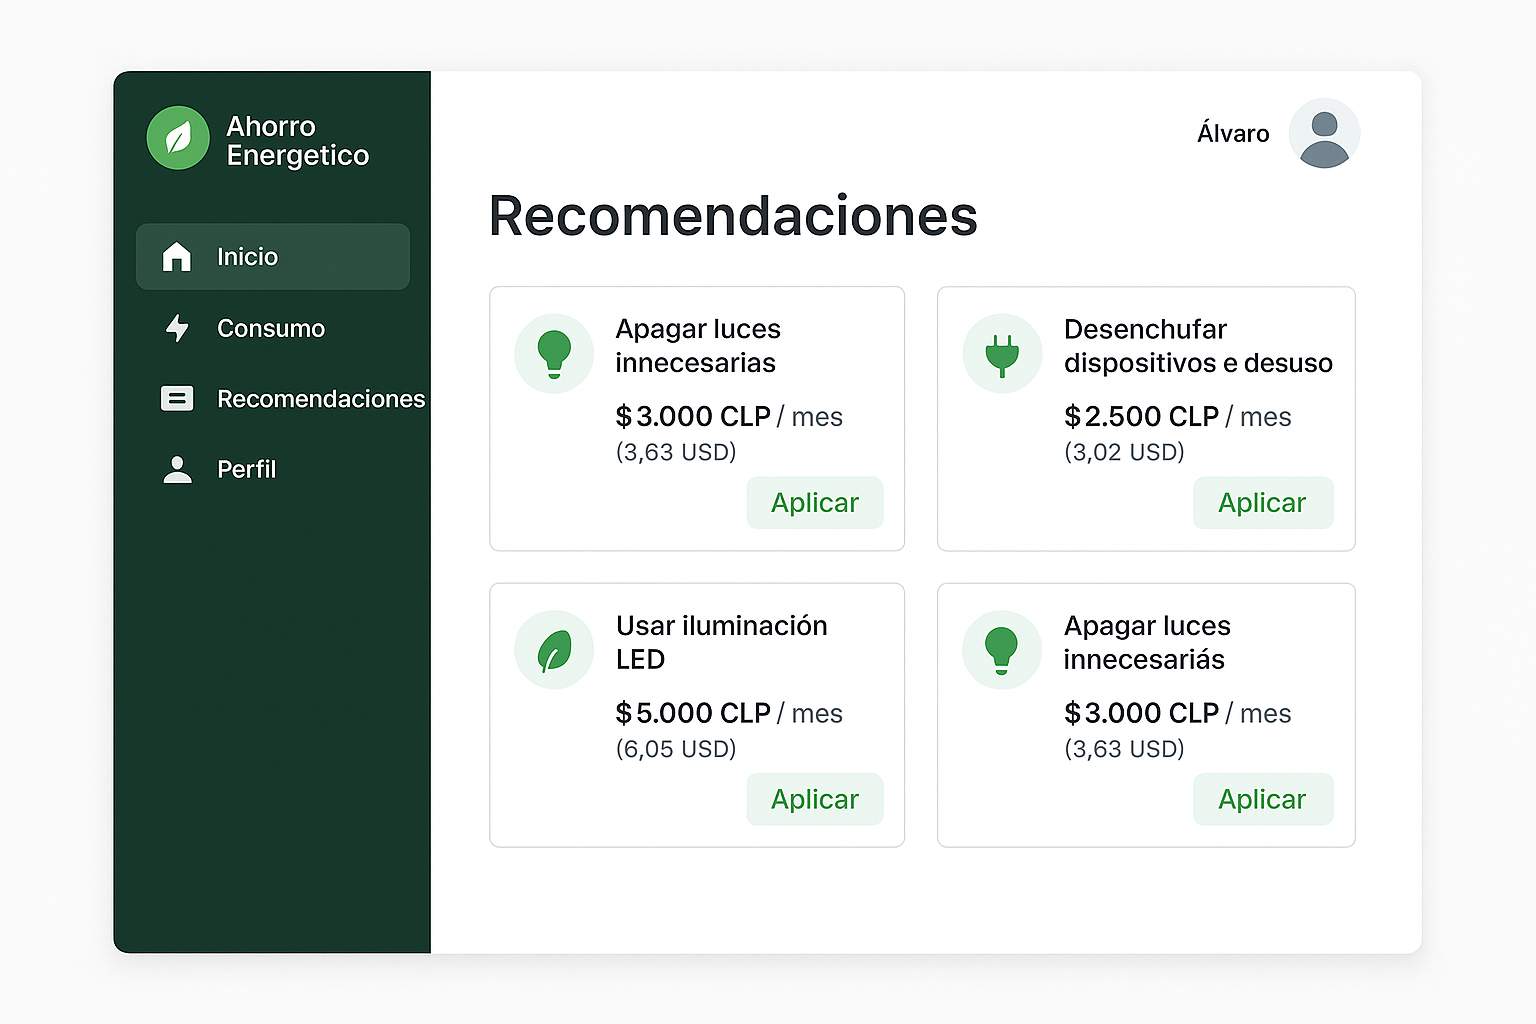 Ahorro
Energetico
Inicio
Consumo
Recomendaciones
Perfil
Álvaro
Recomendaciones
Apagar luces
innecesarias
$3.000 CLP / mes
(3,63 USD)
Aplicar
Desenchufar
dispositivos e desuso
$2.500 CLP / mes
(3,02 USD)
Aplicar
Usar iluminación
LED
$5.000 CLP / mes
(6,05 USD)
Aplicar
Apagar luces
innecesariás
$3.000 CLP / mes
(3,63 USD)
Aplicar